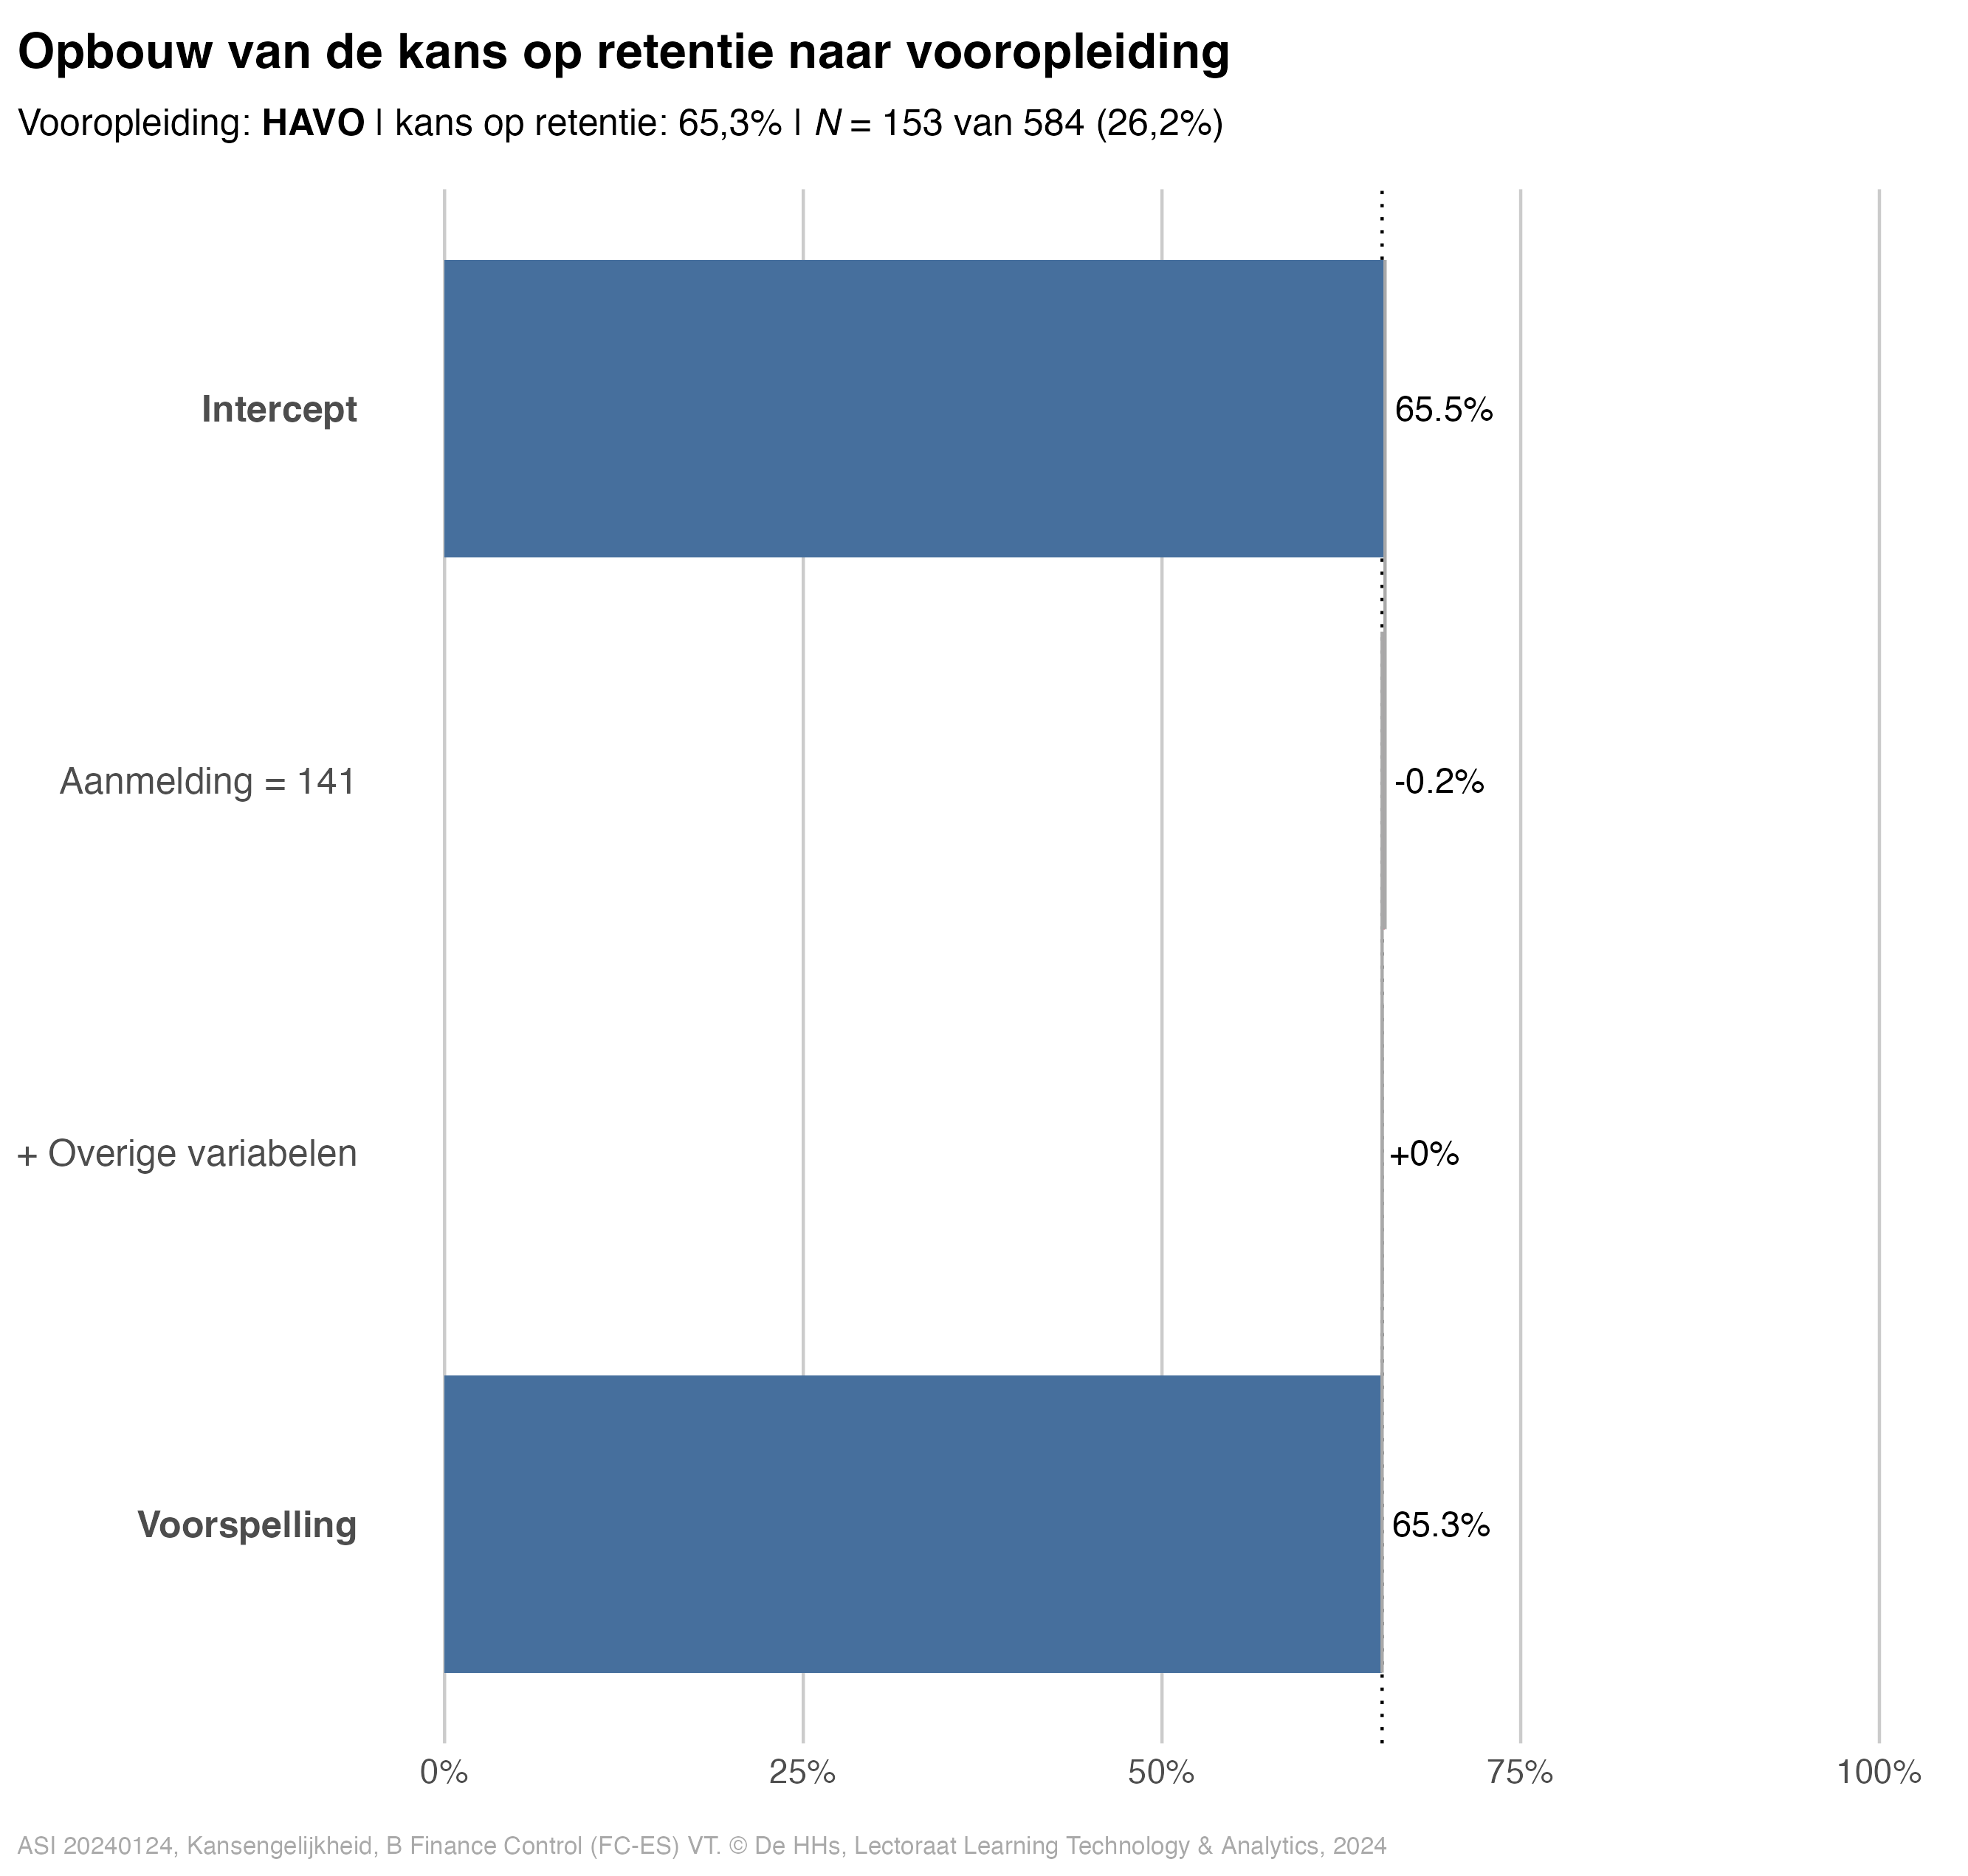 Opbouw van de kans op retentie naar vooropleiding
Vooropleiding: HAVO | kans op retentie: 65,3% | N = 153 van 584 (26,2%)
Intercept
65.5%
Aanmelding = 141
-0.2%
+ Overige variabelen
+0%
Voorspelling
65.3%
0% 25% 50% 75% 100%
ASI 20240124, Kansengelijkheid, B Finance Control (FC-ES) VT. © De HHs, Lectoraat Learning Technology & Analytics, 2024